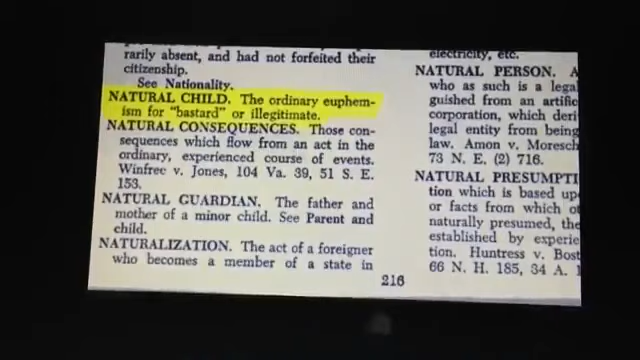 rarily absent, and had not forfeited their
citizenship.
See Nationality.
NATURAL CHILD. The ordinary euphem-
ism for "bastard" or illegitimate.
NATURAL CONSEQUENCES. Those con-
sequences which flow from an act in the
ordinary, experienced course of events.
Winfree v. Jones, 104 Va. 39, 51 S. E.
153.
NATURAL GUARDIAN. The father and
mother of a minor child. See Parent and
child.
NATURALIZATION. The act of a foreigner
who becomes a member of a state in
216
electricity, etc.
NATURAL PERSON. A
who as such is a legal
guished from an artific
corporation, which deri
legal entity from being
law. Amon v. Moresch
73 N. E. (2) 716.
NATURAL PRESUMPTI
tion which is based up
or facts from which ot
naturally presumed, the
established by experie
tion. Huntress v. Bost
66 N. H. 185, 34 A. 1